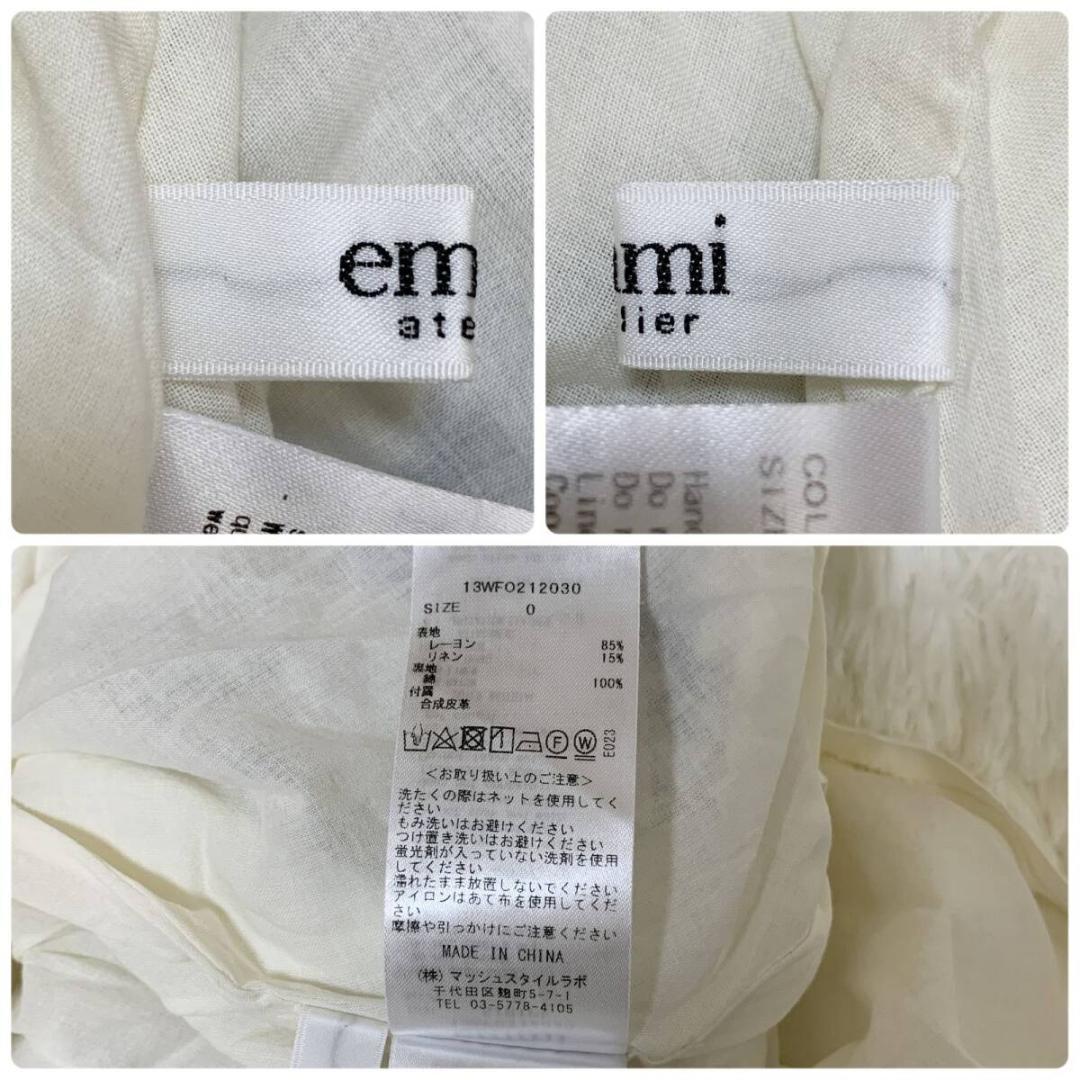 em
ate
ami
lier
COL
SIZE
Do
Do
13WFO212030
SIZE 0
表地
レーヨン 85%
リネン 15%
裏地
綿 100%
付属
合成皮革
F W E023
<お取り扱い上のご注意>
洗たくの際はネットを使用してく
ださい
もみ洗いはお避けください
つけ置き洗いはお避けください
蛍光剤が入っていない洗剤を使用
してください
濡れたまま放置しないでください
アイロンはあて布を使用してくだ
さい
摩擦や引っかけにご注意ください
MADE IN CHINA
(株)マッシュスタイルラボ
千代田区麹町5-7-1
TEL 03-5778-4105